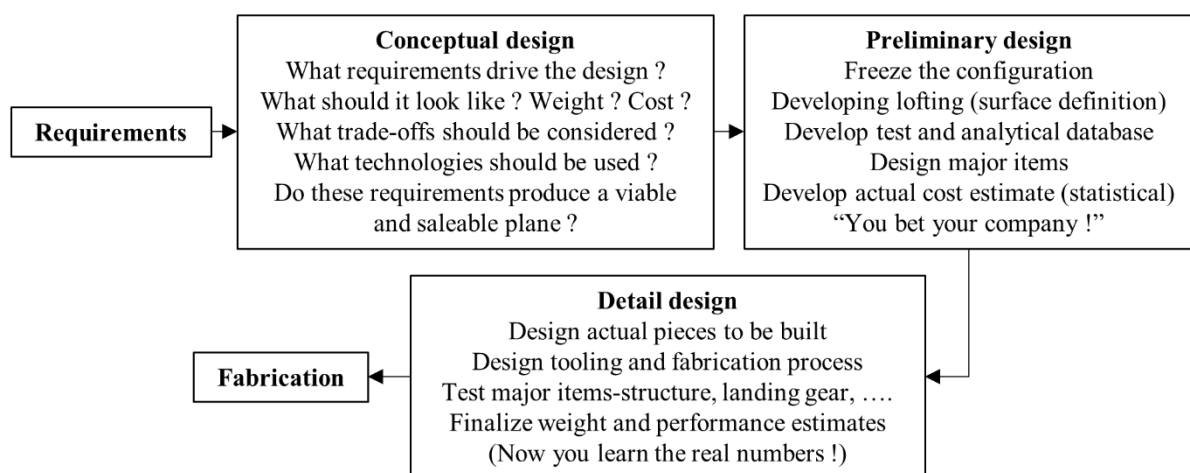 Requirements
Conceptual design
What requirements drive the design ?
What should it look like ? Weight ? Cost ?
What trade-offs should be considered ?
What technologies should be used ?
Do these requirements produce a viable
and saleable plane ?
Preliminary design
Freeze the configuration
Developing lofting (surface definition)
Develop test and analytical database
Design major items
Develop actual cost estimate (statistical)
“You bet your company !”
Detail design
Design actual pieces to be built
Design tooling and fabrication process
Test major items-structure, landing gear, ….
Finalize weight and performance estimates
(Now you learn the real numbers !)
Fabrication